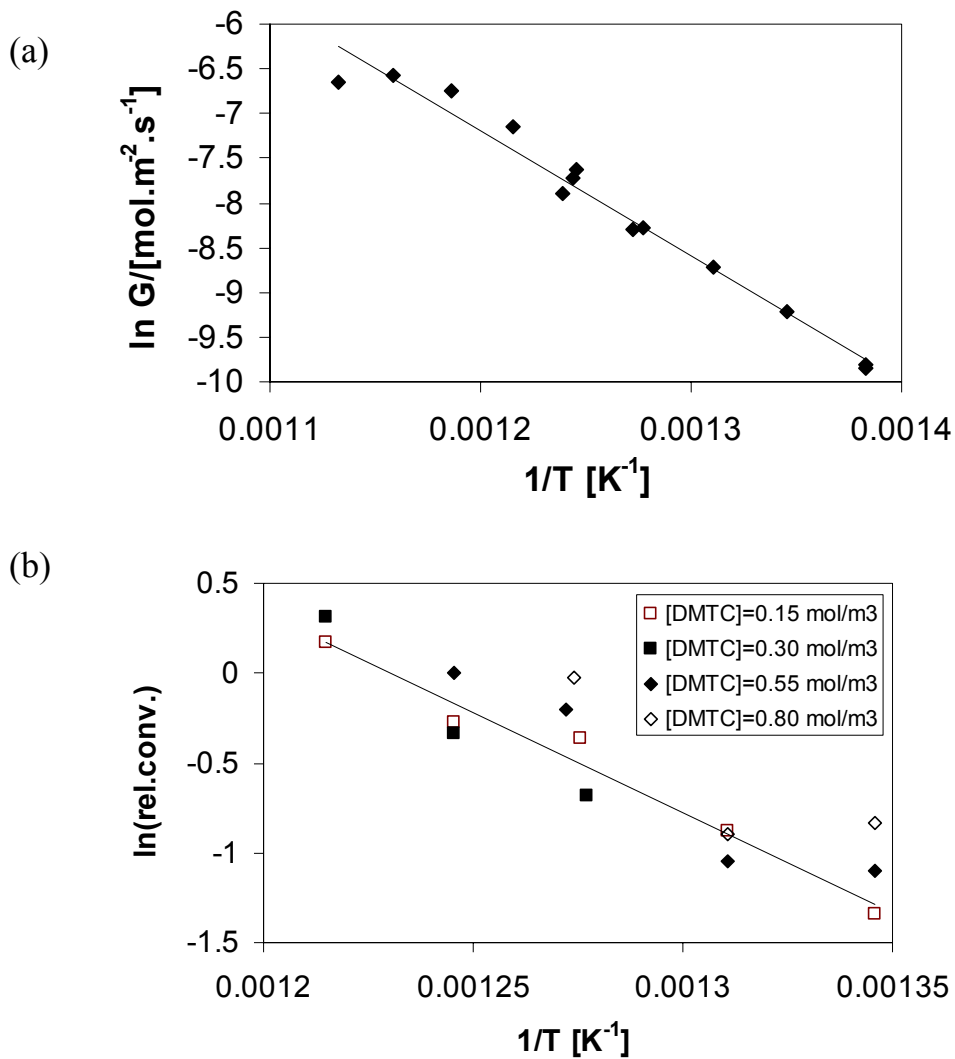 (a)
ln G/[mol.m-2.s-1]
-6
-6.5
-7
-7.5
-8
-8.5
-9
-9.5
-10
0.0011
0.0012
0.0013
0.0014
1/T [K-1]
(b)
ln(rel.conv.)
0.5
0
-0.5
-1
-1.5
[DMTC]=0.15 mol/m3
[DMTC]=0.30 mol/m3
[DMTC]=0.55 mol/m3
[DMTC]=0.80 mol/m3
0.0012
0.00125
0.0013
0.00135
1/T [K-1]